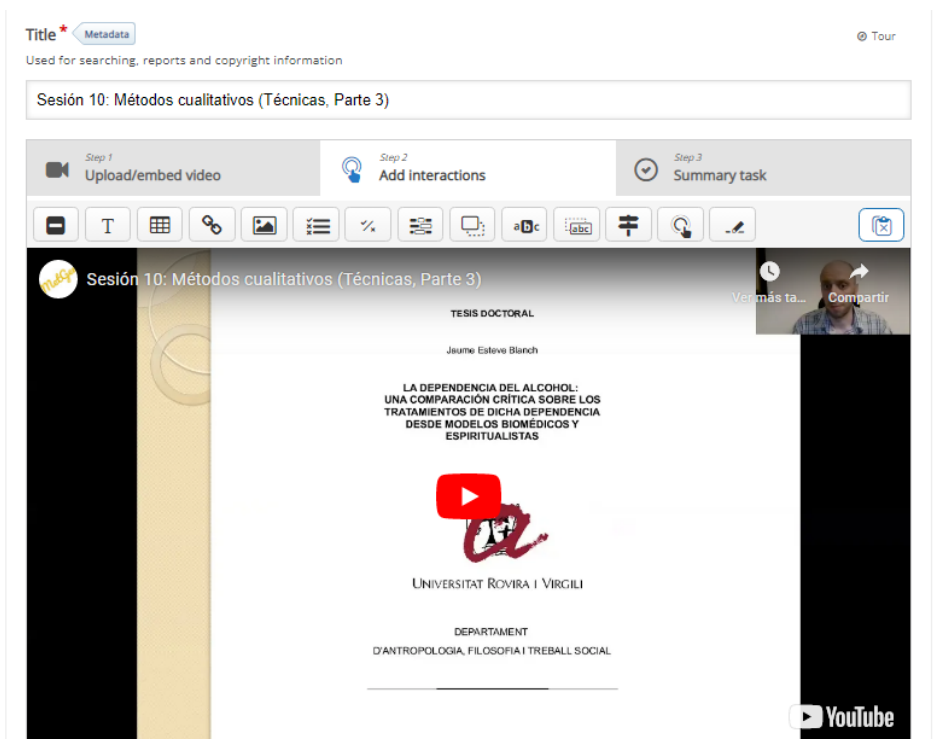 Title * Metadata
Tour
Used for searching, reports and copyright information
Sesión 10: Métodos cualitativos (Técnicas, Parte 3)
Step 1
Upload/embed video
Step 2
Add interactions
Step 3
Summary task
T
abc
abc
MetGes
Sesión 10: Métodos cualitativos (Técnicas, Parte 3)
Ver más ta...
Compartir
TESIS DOCTORAL
Jaume Esteve Blanch
LA DEPENDENCIA DEL ALCOHOL:
UNA COMPARACIÓN CRÍTICA SOBRE LOS
TRATAMIENTOS DE DICHA DEPENDENCIA
DESDE MODELOS BIOMÉDICOS Y
ESPIRITUALISTAS
UNIVERSITAT ROVIRA I VIRGILI
DEPARTAMENT
D'ANTROPOLOGIA, FILOSOFIA I TREBALL SOCIAL
YouTube